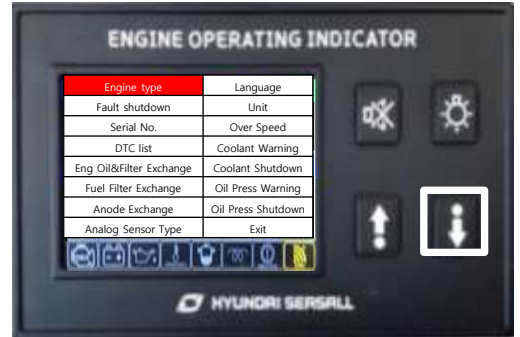 ENGINE OPERATING INDICATOR
Engine type Language
Fault shutdown Unit
Serial No. Over Speed
DTC list Coolant Warning
Eng Oil&Filter Exchange Coolant Shutdown
Fuel Filter Exchange Oil Press Warning
Anode Exchange Oil Press Shutdown
Analog Sensor Type Exit
HYUNDAI SEASALL